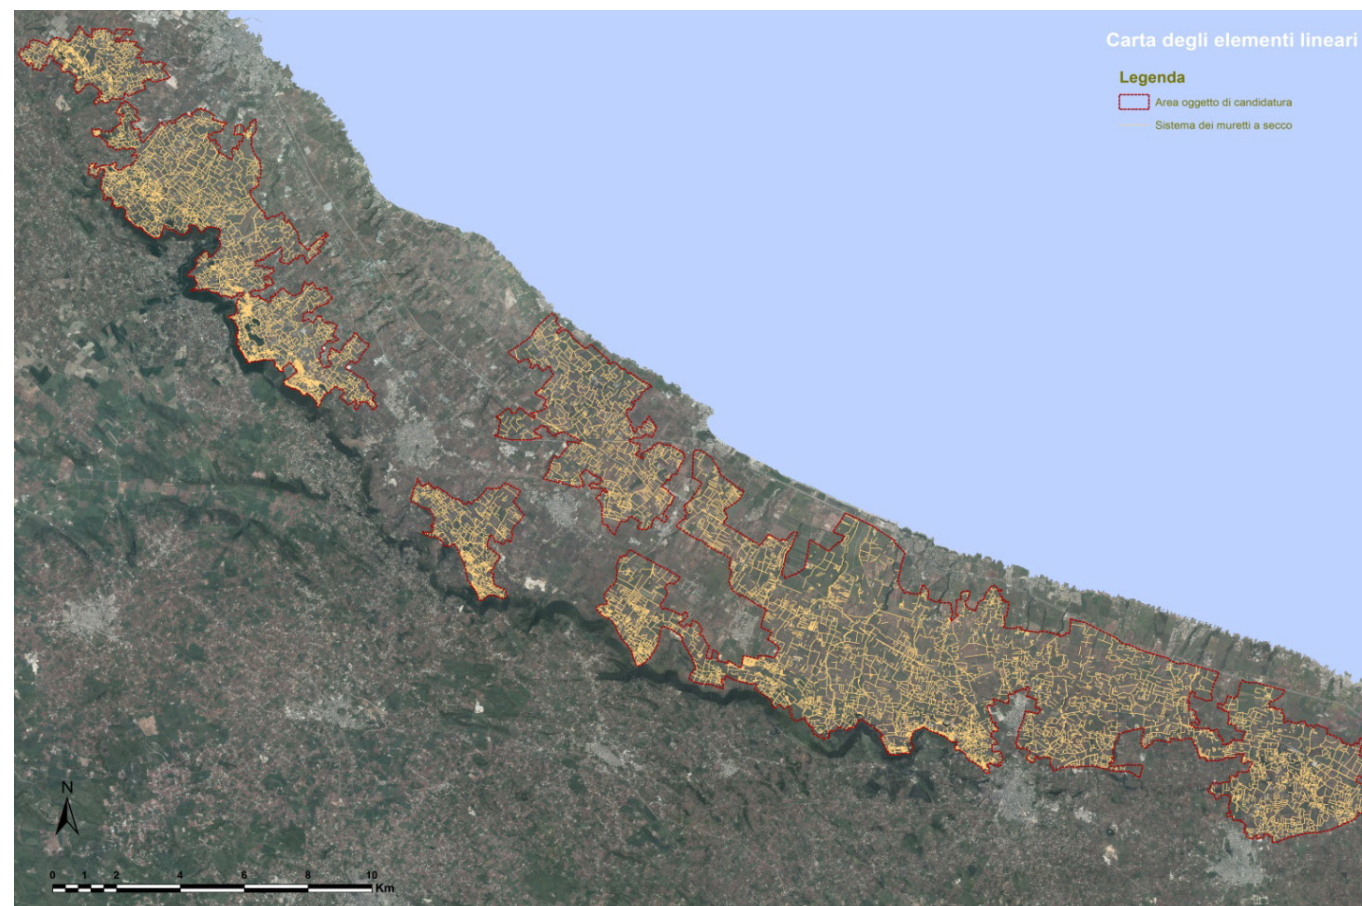 Carta degli elementi lineari
Legenda
Area oggetto di candidatura
Sistema dei muretti a secco
N
0 1 2 4 6 8 10
Km